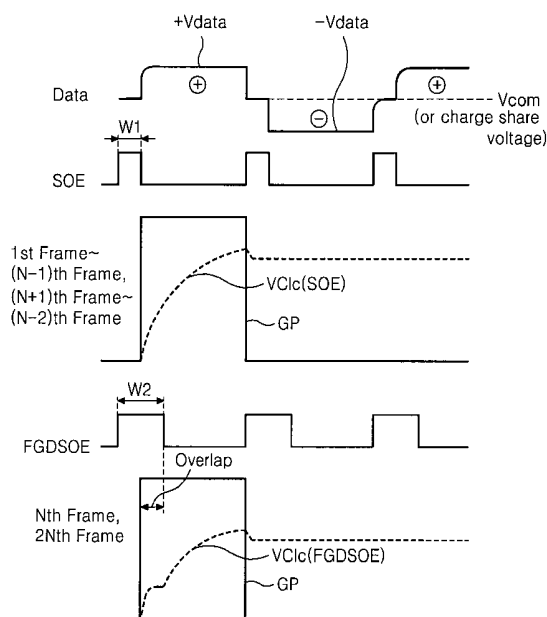 +Vdata
−Vdata
Data
⊕
⊖
⊕
Vcom
(or charge share
voltage)
W1
SOE
1st Frame~
(N−1)th Frame,
(N+1)th Frame~
(N−2)th Frame
VClc(SOE)
GP
W2
FGDSOE
Overlap
Nth Frame,
2Nth Frame
VClc(FGDSOE)
GP